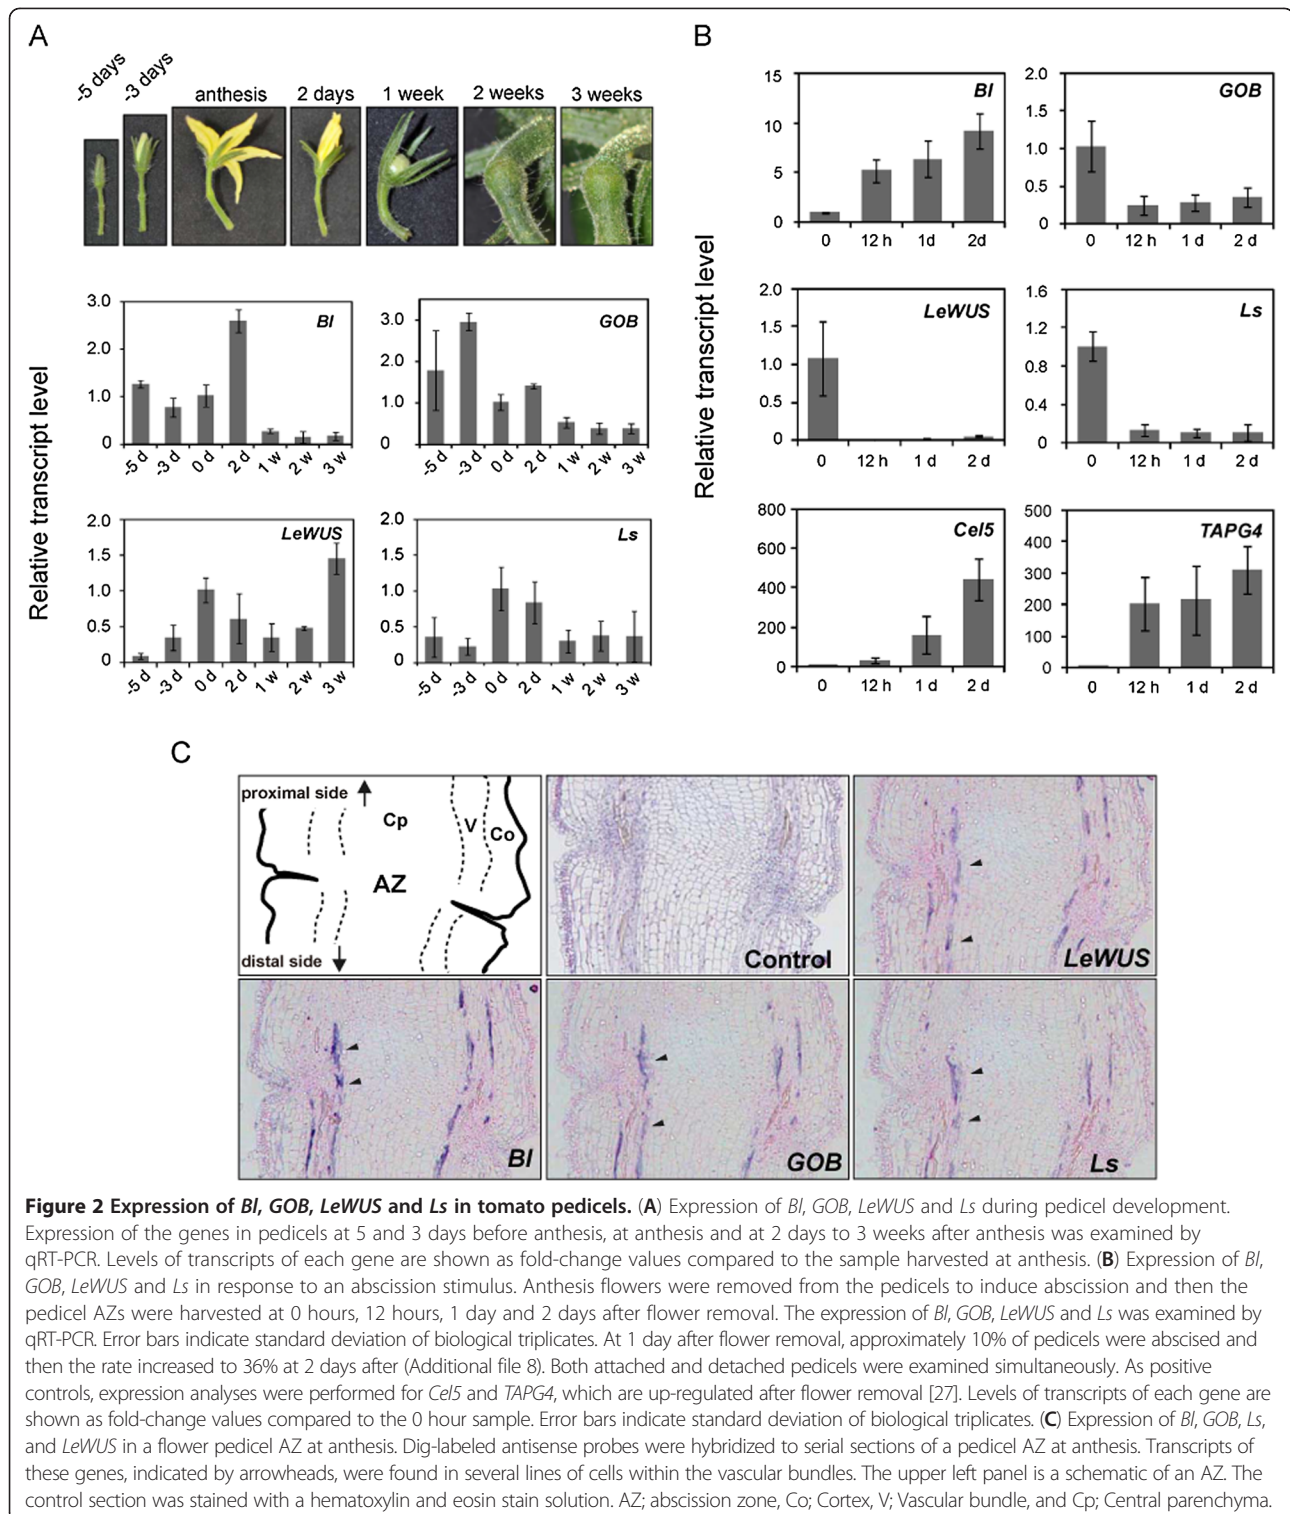 A
-5 days
-3 days
anthesis
2 days
1 week
2 weeks
3 weeks
Relative transcript level
Bl
3.0
2.0
1.0
0
-5 d
-3 d
0 d
2 d
1 w
2 w
3 w
GOB
3.0
2.0
1.0
0
-5 d
-3 d
0 d
2 d
1 w
2 w
3 w
LeWUS
2.0
1.5
1.0
0.5
0
-5 d
-3 d
0 d
2 d
1 w
2 w
3 w
Ls
2.0
1.5
1.0
0.5
0
-5 d
-3 d
0 d
2 d
1 w
2 w
3 w
B
Relative transcript level
Bl
15
10
5
0
0
12 h
1d
2d
GOB
2.0
1.5
1.0
0.5
0
0
12 h
1 d
2 d
LeWUS
2.0
1.5
1.0
0.5
0
0
12 h
1 d
2 d
Ls
1.6
1.2
0.8
0.4
0
0
12 h
1 d
2 d
Cel5
800
600
400
200
0
0
12 h
1 d
2 d
TAPG4
500
400
300
200
100
0
0
12 h
1 d
2 d
C
proximal side
Cp
V
Co
AZ
distal side
Control
LeWUS
Bl
GOB
Ls
Figure 2 Expression of Bl, GOB, LeWUS and Ls in tomato pedicels. (A) Expression of Bl, GOB, LeWUS and Ls during pedicel development.
Expression of the genes in pedicels at 5 and 3 days before anthesis, at anthesis and at 2 days to 3 weeks after anthesis was examined by
qRT-PCR. Levels of transcripts of each gene are shown as fold-change values compared to the sample harvested at anthesis. (B) Expression of Bl,
GOB, LeWUS and Ls in response to an abscission stimulus. Anthesis flowers were removed from the pedicels to induce abscission and then the
pedicel AZs were harvested at 0 hours, 12 hours, 1 day and 2 days after flower removal. The expression of Bl, GOB, LeWUS and Ls was examined by
qRT-PCR. Error bars indicate standard deviation of biological triplicates. At 1 day after flower removal, approximately 10% of pedicels were abscised and
then the rate increased to 36% at 2 days after (Additional file 8). Both attached and detached pedicels were examined simultaneously. As positive
controls, expression analyses were performed for Cel5 and TAPG4, which are up-regulated after flower removal [27]. Levels of transcripts of each gene are
shown as fold-change values compared to the 0 hour sample. Error bars indicate standard deviation of biological triplicates. (C) Expression of Bl, GOB, Ls,
and LeWUS in a flower pedicel AZ at anthesis. Dig-labeled antisense probes were hybridized to serial sections of a pedicel AZ at anthesis. Transcripts of
these genes, indicated by arrowheads, were found in several lines of cells within the vascular bundles. The upper left panel is a schematic of an AZ. The
control section was stained with a hematoxylin and eosin stain solution. AZ; abscission zone, Co; Cortex, V; Vascular bundle, and Cp; Central parenchyma.